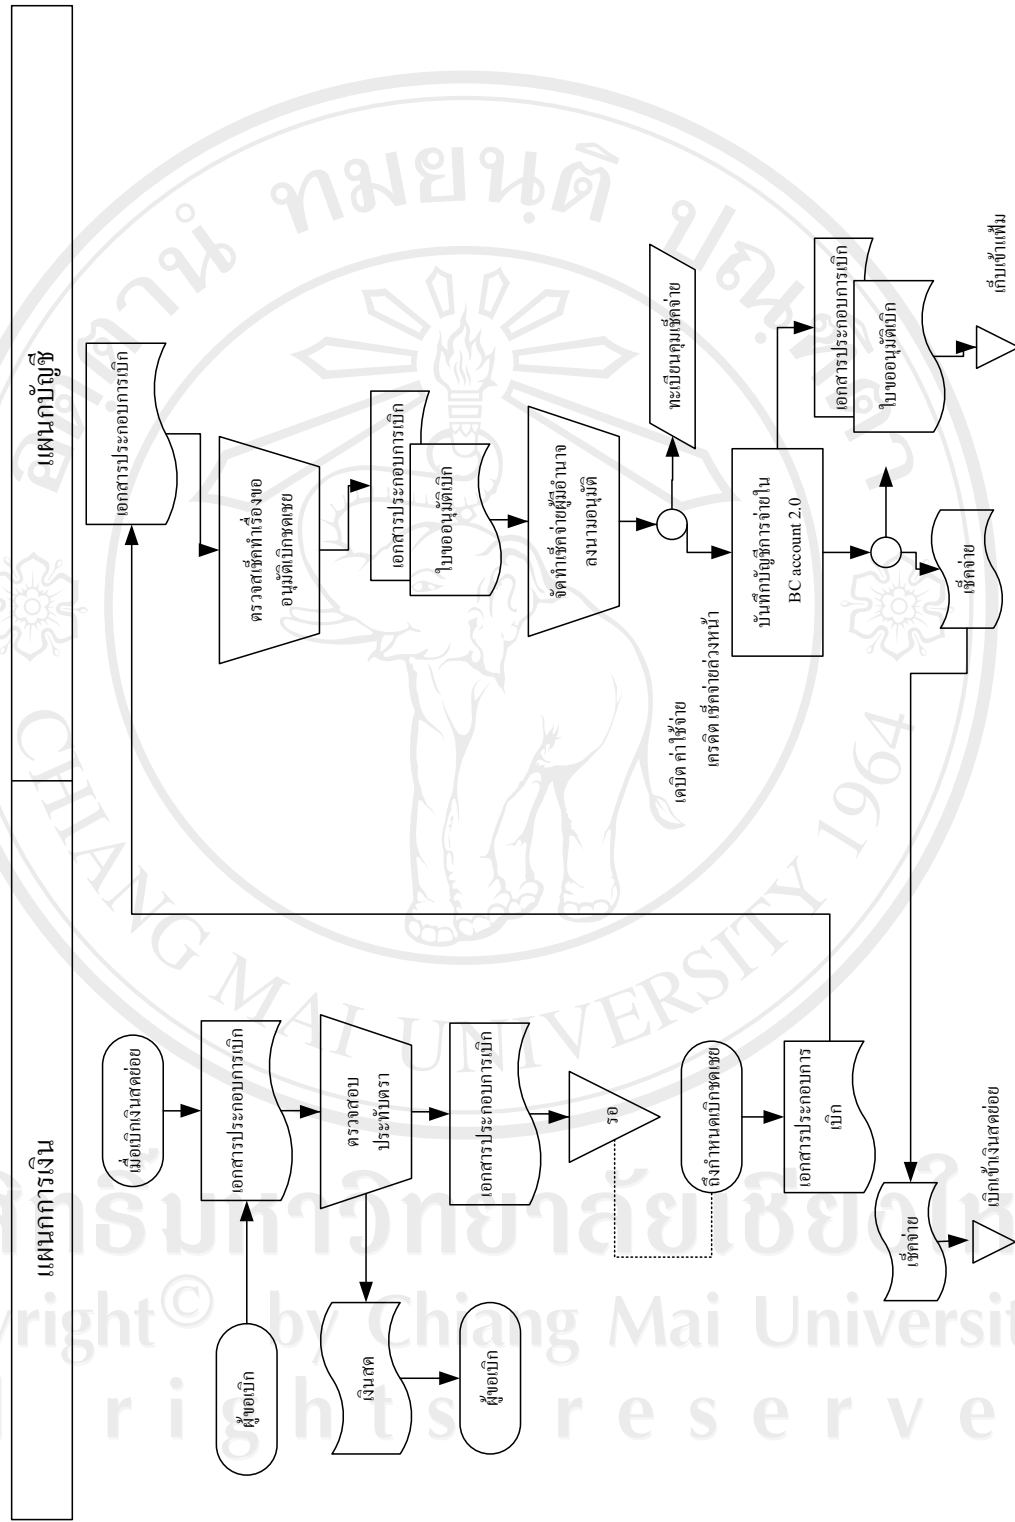 แผนกการเงิน
แผนกบัญชี
เมื่อเบิกเงินสดย่อย
ผู้ขอเบิก
เอกสารประกอบการเบิก
ตรวจสอบ
ประทับตรา
เงินสด
ผู้ขอเบิก
เอกสารประกอบการเบิก
รอ
ถึงกำหนดเบิกชดเชย
เอกสารประกอบการ
เบิก
เช็คจ่าย
เบิกเข้าเงินสดย่อย
เอกสารประกอบการเบิก
ตรวจสเช็คทำเรื่องขอ
อนุมัติเบิกชดเชย
เอกสารประกอบการเบิก
ใบขออนุมัติเบิก
จัดทำเช็คจ่ายผู้มีอำนาจ
ลงนามอนุมัติ
ทะเบียนคุมเช็คจ่าย
เดบิต ค่าใช้จ่าย
เครดิต เช็คจ่ายล่วงหน้า
บันทึกบัญชีการจ่ายใน
BC account 2.0
เอกสารประกอบการเบิก
ใบขออนุมัติเบิก
เก็บเข้าแฟ้ม
เช็คจ่าย
CHIANG MAI UNIVERSITY 1964
by Chiang Mai Universit
r i g h t s r e s e r v e